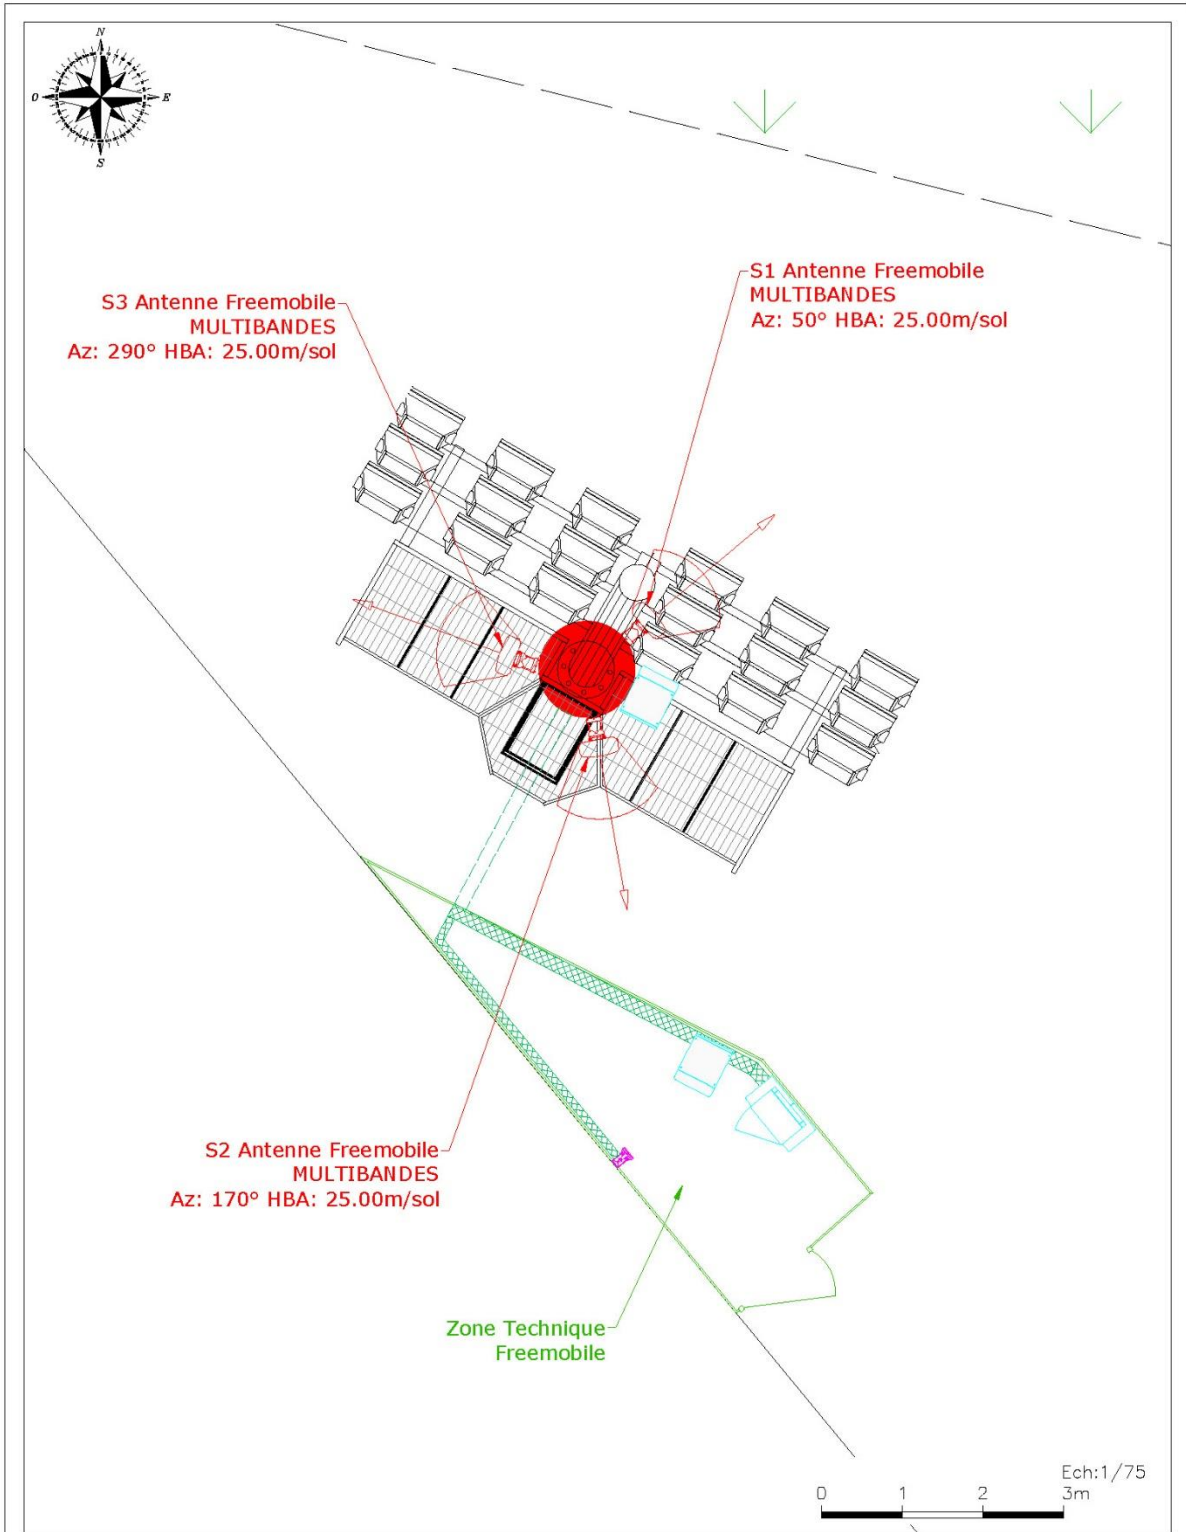 N
O E
S
S1 Antenne Freemobile
MULTIBANDES
Az: 50° HBA: 25.00m/sol
S3 Antenne Freemobile
MULTIBANDES
Az: 290° HBA: 25.00m/sol
S2 Antenne Freemobile
MULTIBANDES
Az: 170° HBA: 25.00m/sol
Zone Technique
Freemobile
Ech:1/75
0 1 2 3m